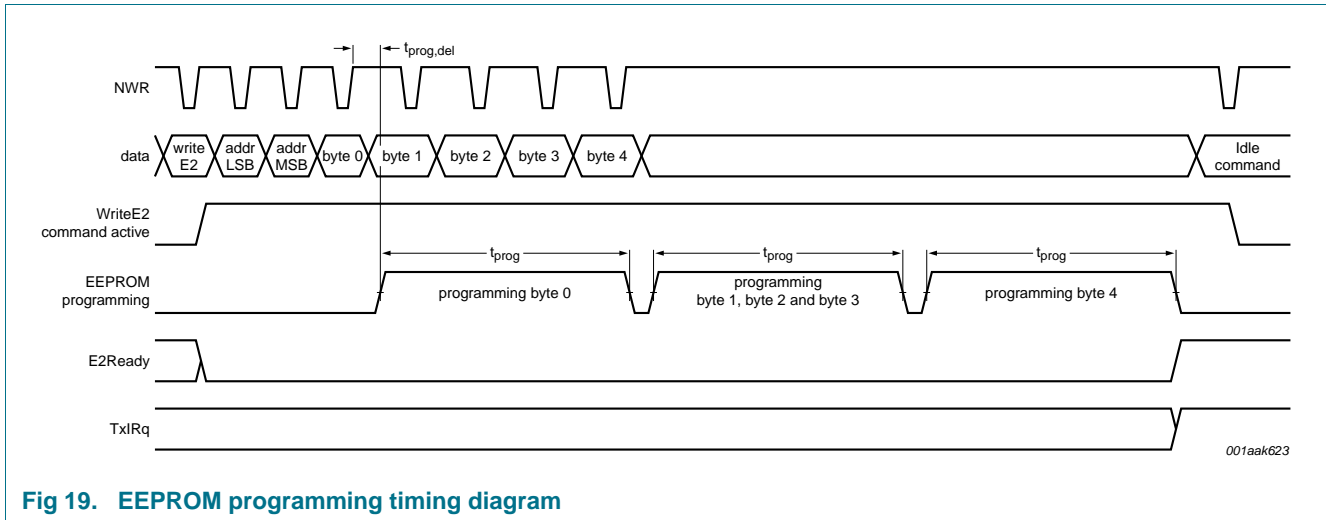 t_prog,del
NWR
data
write
E2
addr
LSB
addr
MSB
byte 0
byte 1
byte 2
byte 3
byte 4
Idle
command
WriteE2
command active
t_prog
t_prog
t_prog
EEPROM
programming
programming byte 0
programming
byte 1, byte 2 and byte 3
programming byte 4
E2Ready
TxIRq
001aak623
Fig 19. EEPROM programming timing diagram